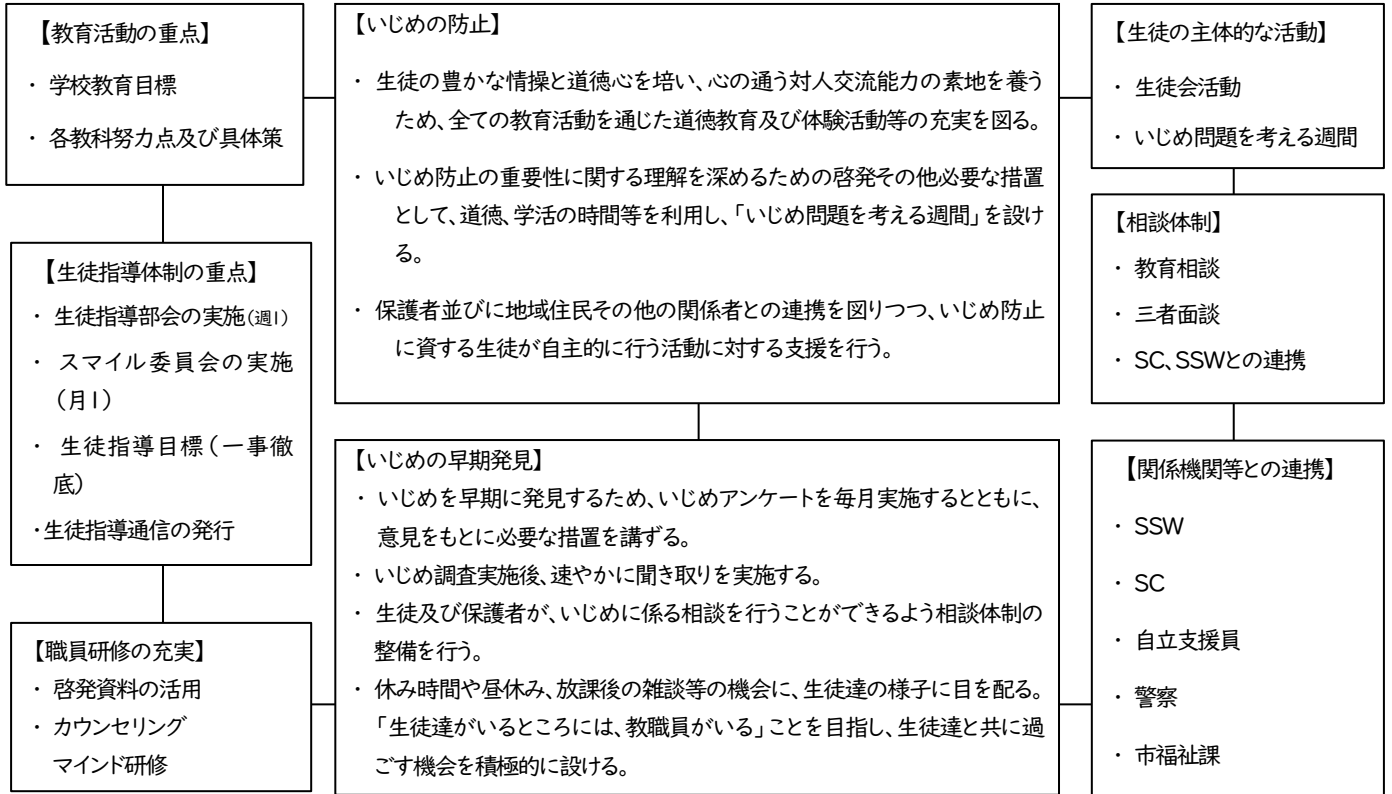 【教育活動の重点】
・ 学校教育目標
・ 各教科努力点及び具体策
【生徒指導体制の重点】
・ 生徒指導部会の実施(週1)
・ スマイル委員会の実施
(月1)
・ 生徒指導目標(一事徹
底)
・生徒指導通信の発行
【職員研修の充実】
・ 啓発資料の活用
・ カウンセリング
マインド研修
【いじめの防止】
・ 生徒の豊かな情操と道徳心を培い、心の通う対人交流能力の素地を養う
ため、全ての教育活動を通じた道徳教育及び体験活動等の充実を図る。
・ いじめ防止の重要性に関する理解を深めるための啓発その他必要な措置
として、道徳、学活の時間等を利用し、「いじめ問題を考える週間」を設け
る。
・ 保護者並びに地域住民その他の関係者との連携を図りつつ、いじめ防止
に資する生徒が自主的に行う活動に対する支援を行う。
【いじめの早期発見】
・ いじめを早期に発見するため、いじめアンケートを毎月実施するとともに、
意見をもとに必要な措置を講ずる。
・ いじめ調査実施後、速やかに聞き取りを実施する。
・ 生徒及び保護者が、いじめに係る相談を行うことができるよう相談体制の
整備を行う。
・ 休み時間や昼休み、放課後の雑談等の機会に、生徒達の様子に目を配る。
「生徒達がいるところには、教職員がいる」ことを目指し、生徒達と共に過
ごす機会を積極的に設ける。
【生徒の主体的な活動】
・ 生徒会活動
・ いじめ問題を考える週間
【相談体制】
・ 教育相談
・ 三者面談
・ SC、SSWとの連携
【関係機関等との連携】
・ SSW
・ SC
・ 自立支援員
・ 警察
・ 市福祉課